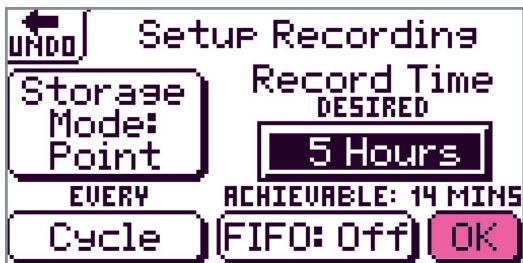 UNDO
Setup Recording
Storage
Mode:
Point
Record Time
DESIRED
5 Hours
EVERY
ACHIEVABLE: 14 MINS
Cycle
FIFO: Off
OK